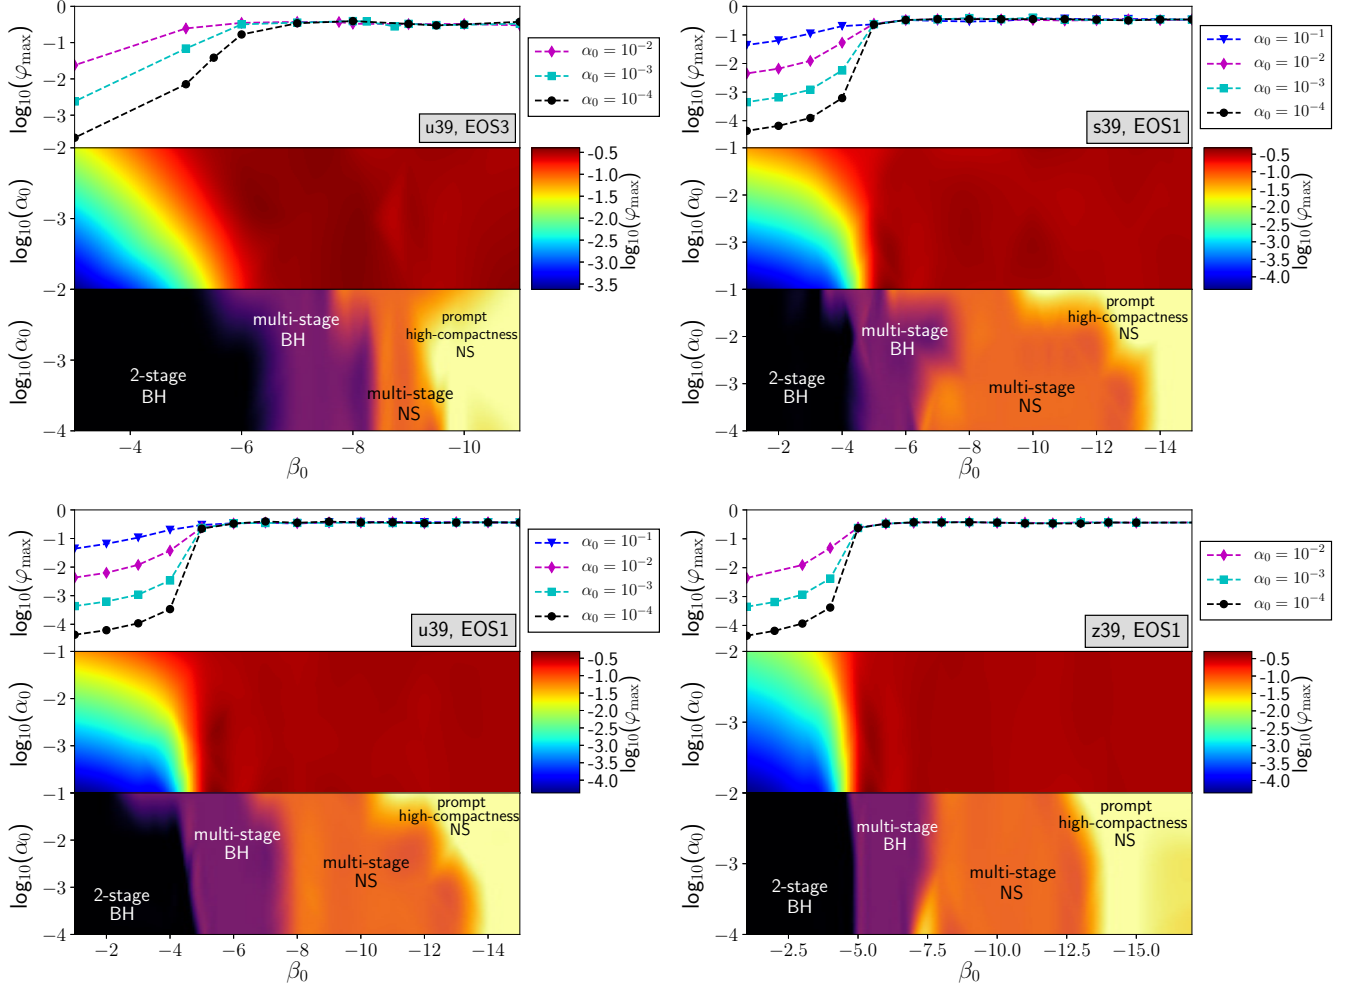 0
−1
−2
−3
log₁₀(φmax)
u39, EOS3
α₀ = 10⁻²
α₀ = 10⁻³
α₀ = 10⁻⁴
−2
−3
−2
log₁₀(α₀)
-0.5
-1.0
-1.5
-2.0
-2.5
-3.0
-3.5
log₁₀(φmax)
−3
−4
log₁₀(α₀)
2-stage
BH
multi-stage
BH
multi-stage
NS
prompt
high-compactness
NS
−4
−6
−8
−10
β₀
0
−1
−2
−3
−4
log₁₀(φmax)
s39, EOS1
α₀ = 10⁻¹
α₀ = 10⁻²
α₀ = 10⁻³
α₀ = 10⁻⁴
−1
−2
−3
−1
log₁₀(α₀)
-0.5
-1.0
-1.5
-2.0
-2.5
-3.0
-3.5
-4.0
log₁₀(φmax)
−2
−3
−4
log₁₀(α₀)
2-stage
BH
multi-stage
BH
multi-stage
NS
prompt
high-compactness
NS
−2
−4
−6
−8
−10
−12
−14
β₀
0
−1
−2
−3
−4
log₁₀(φmax)
u39, EOS1
α₀ = 10⁻¹
α₀ = 10⁻²
α₀ = 10⁻³
α₀ = 10⁻⁴
−1
−2
−3
−1
log₁₀(α₀)
-0.5
-1.0
-1.5
-2.0
-2.5
-3.0
-3.5
-4.0
log₁₀(φmax)
−2
−3
−4
log₁₀(α₀)
2-stage
BH
multi-stage
BH
multi-stage
NS
prompt
high-compactness
NS
−2
−4
−6
−8
−10
−12
−14
β₀
0
−1
−2
−3
−4
log₁₀(φmax)
z39, EOS1
α₀ = 10⁻²
α₀ = 10⁻³
α₀ = 10⁻⁴
−2
−3
−2
log₁₀(α₀)
-0.5
-1.0
-1.5
-2.0
-2.5
-3.0
-3.5
-4.0
log₁₀(φmax)
−3
−4
log₁₀(α₀)
2-stage
BH
multi-stage
BH
multi-stage
NS
prompt
high-compactness
NS
−2.5
−5.0
−7.5
−10.0
−12.5
−15.0
β₀